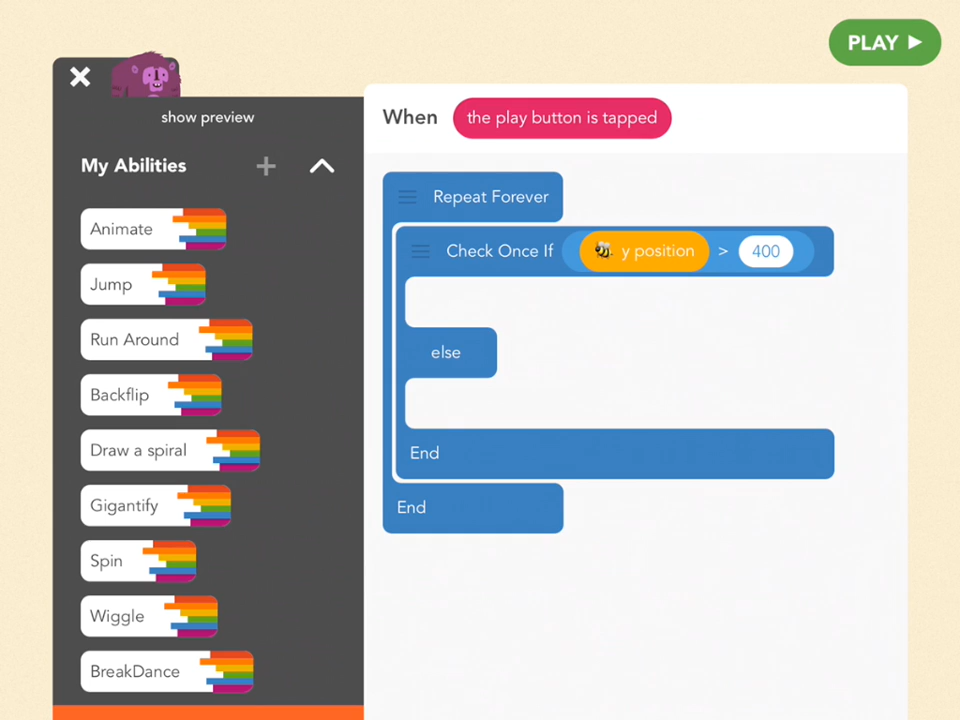 PLAY
show preview
When the play button is tapped
My Abilities
Animate
Jump
Run Around
Backflip
Draw a spiral
Gigantify
Spin
Wiggle
BreakDance
Repeat Forever
Check Once If y position > 400
else
End
End